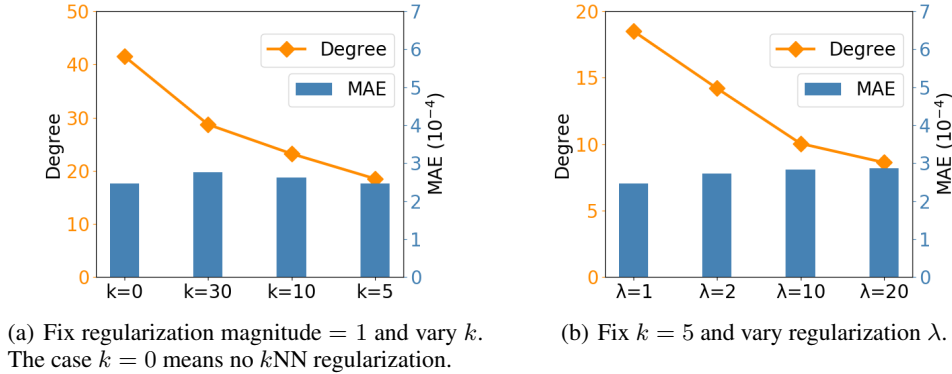 50
40
30
20
10
0
Degree
Degree
MAE
7
6
5
4
3
2
1
0
MAE (10⁻⁴)
k=0 k=30 k=10 k=5
(a) Fix regularization magnitude = 1 and vary k.
The case k = 0 means no kNN regularization.
20
15
10
5
0
Degree
Degree
MAE
7
6
5
4
3
2
1
0
MAE (10⁻⁴)
λ=1 λ=2 λ=10 λ=20
(b) Fix k = 5 and vary regularization λ.